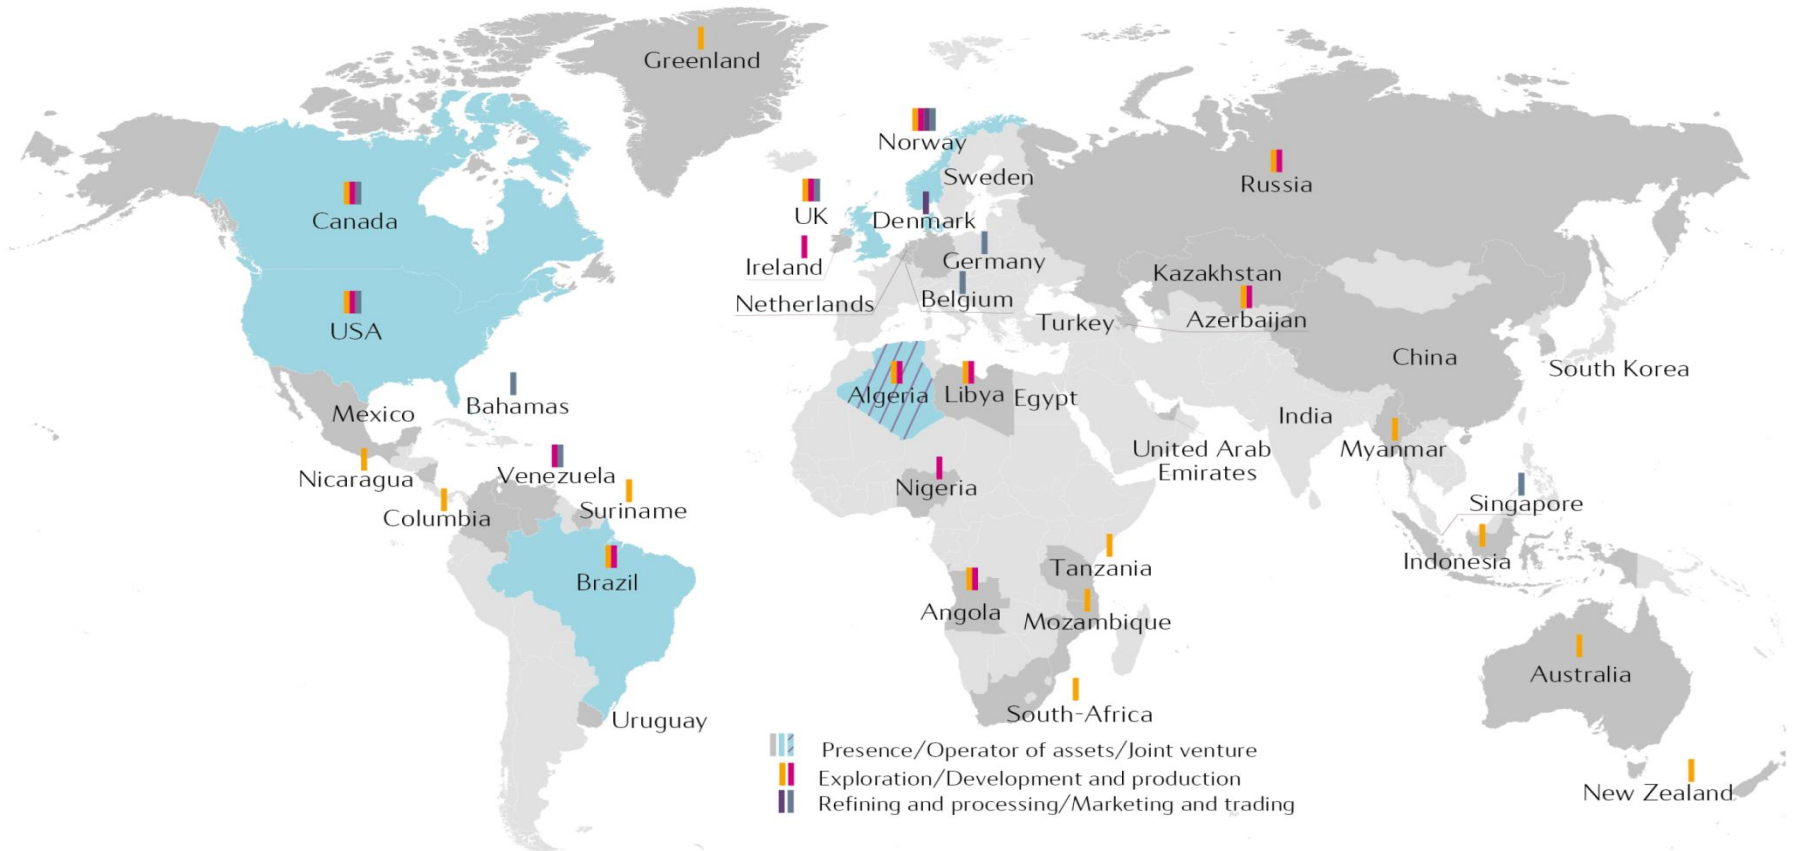 Greenland
Norway
Sweden
Russia
Canada
UK
Denmark
Ireland
Germany
Kazakhstan
Netherlands
Belgium
Turkey
Azerbaijan
USA
China
South Korea
Bahamas
Algeria
Libya
Egypt
Mexico
India
United Arab
Emirates
Myanmar
Nicaragua
Venezuela
Nigeria
Singapore
Columbia
Suriname
Indonesia
Brazil
Tanzania
Angola
Mozambique
Australia
South-Africa
Uruguay
Presence/Operator of assets/Joint venture
Exploration/Development and production
New Zealand
Refining and processing/Marketing and trading